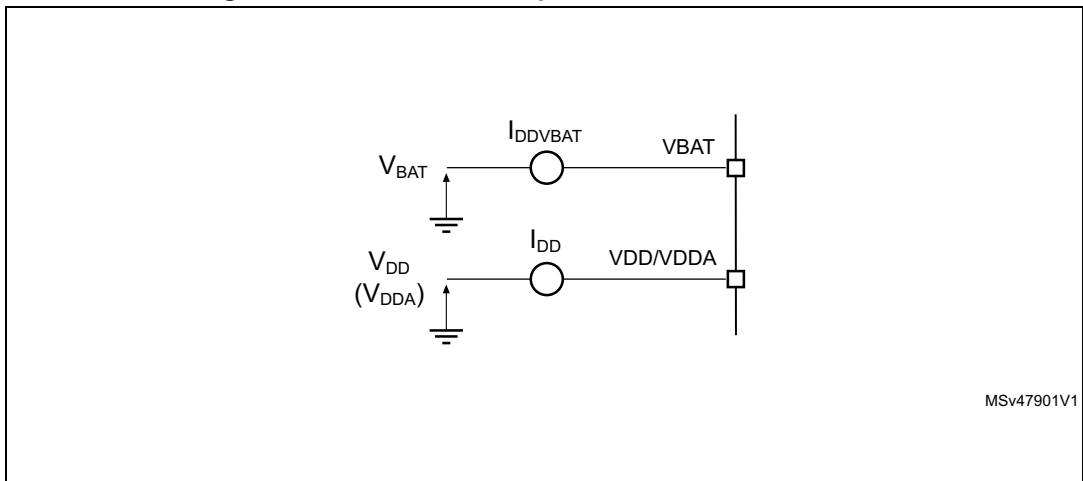 I_DDVBAT
VBAT
V_BAT
I_DD
VDD/VDDA
V_DD
(V_DDA)
MSv47901V1